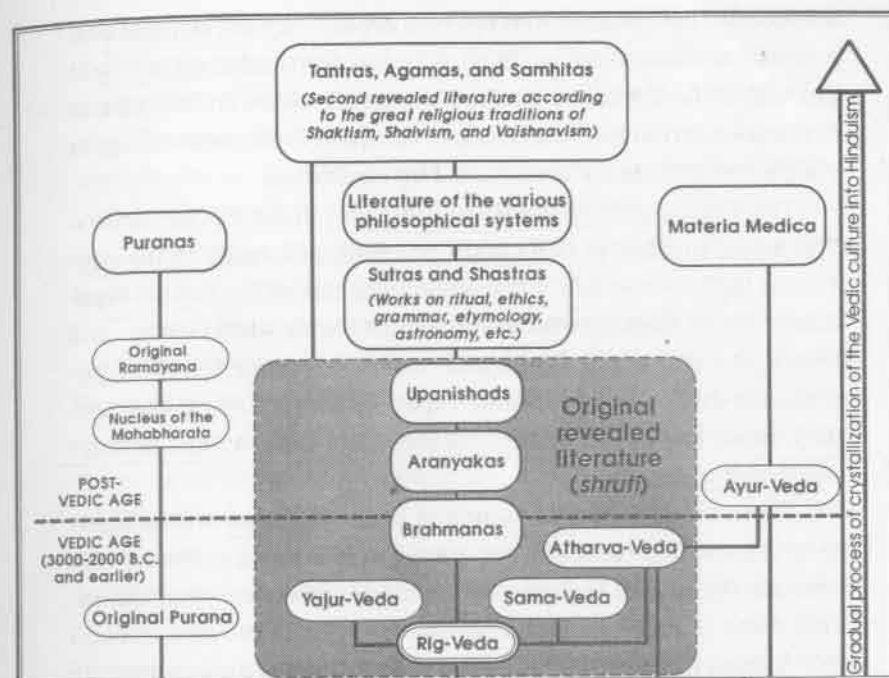 Tantras, Agamas, and Samhitas
(Second revealed literature according
to the great religious traditions of
Shaktism, Shaivism, and Vaishnavism)
Literature of the various
philosophical systems
Puranas
Materia Medica
Sutras and Shastras
(Works on ritual, ethics,
grammar, etymology,
astronomy, etc.)
Original
Ramayana
Nucleus of the
Mahabharata
Upanishads
Original
revealed
literature
(shruti)
Aranyakas
POST-
VEDIC AGE
Ayur-Veda
Brahmanas
VEDIC AGE
(3000-2000 B.C.
and earlier)
Atharva-Veda
Yajur-Veda
Sama-Veda
Original Purana
Rig-Veda
Gradual process of crystallization of the Vedic culture into Hinduism